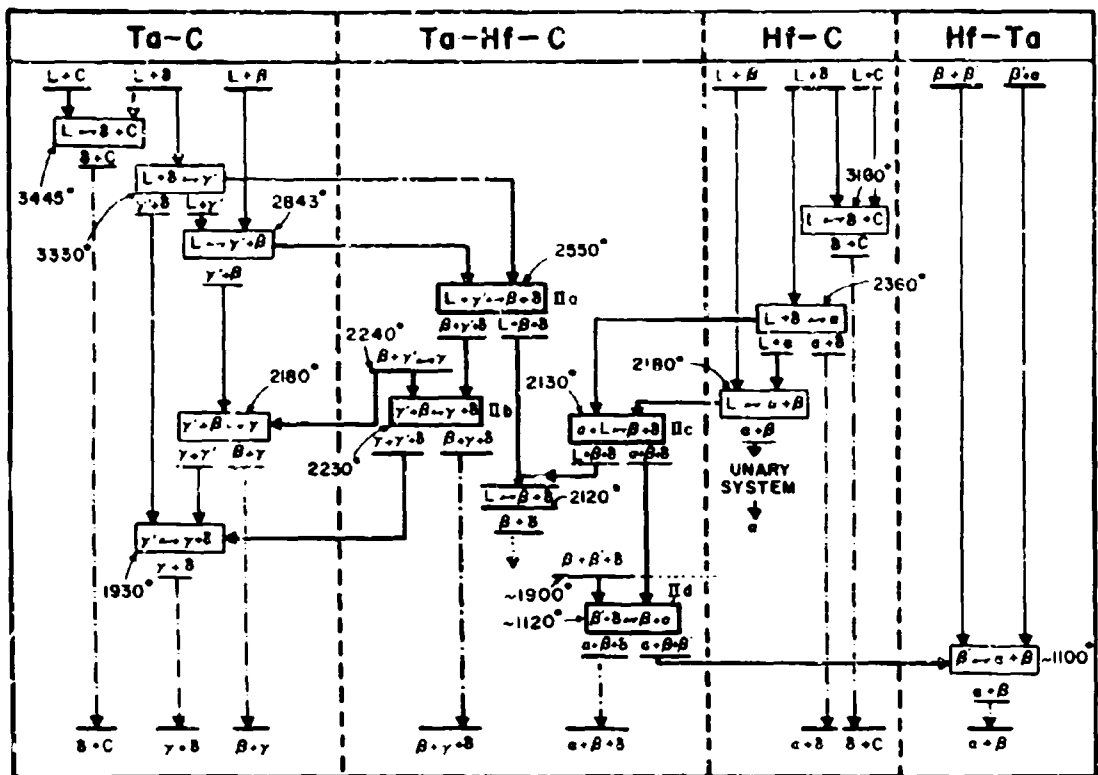 Ta-C
Ta-Hf-C
Hf-C
Hf-Ta
L+C
L+δ
L+β
L+β
L+δ
L+C
β+β'
β'+α
L ↔ δ+C
δ+C
3445°
L+δ ↔ γ'
γ'+δ
L+γ'
3330°
2843°
L ↔ γ'+β
γ'+β
3180°
L ↔ δ+C
δ+C
2550°
L+γ' ↔ β+δ
IIa
β+γ'+δ
L+β+δ
2360°
L+δ ↔ α
L+α
α+δ
2240°
β+γ' ↔ γ
2180°
γ'+β ↔ γ
γ+γ'
β+γ
γ'+β ↔ γ+δ
IIb
γ+γ'+δ
β+γ+δ
2230°
2130°
α+L ↔ β+δ
IIc
L+β+δ
α+β+δ
2180°
L ↔ α+β
α+β
UNARY
SYSTEM
α
L ↔ β+δ
2120°
β+δ
γ' ↔ γ+δ
1930°
γ+δ
β+β'+δ
~1900°
IId
~1120°
β'+δ ↔ β+α
α+β+δ
α+β+β'
β' ↔ α+β
~1100°
α+β
δ+C
γ+δ
β+γ
β+γ+δ
α+β+δ
α+δ
δ+C
α+β